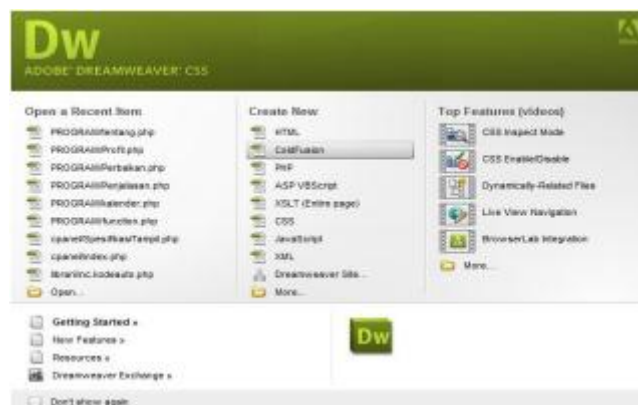 Dw
ADOBE® DREAMWEAVER® CS5
Open a Recent Item
PROGRAM/tentang.php
PROGRAM/Profil.php
PROGRAM/Perbaikan.php
PROGRAM/Penjelasan.php
PROGRAM/kalender.php
PROGRAM/function.php
cpanel/Spesifikasi/Tampil.php
cpanel/index.php
librari/inc.kodeauto.php
Open...
Create New
HTML
ColdFusion
PHP
ASP VBScript
XSLT (Entire page)
CSS
JavaScript
XML
Dreamweaver Site...
More...
Top Features (videos)
CSS Inspect Mode
CSS Enable/Disable
Dynamically-Related Files
Live View Navigation
BrowserLab Integration
More...
Getting Started »
New Features »
Resources »
Dreamweaver Exchange »
Dw
Don't show again